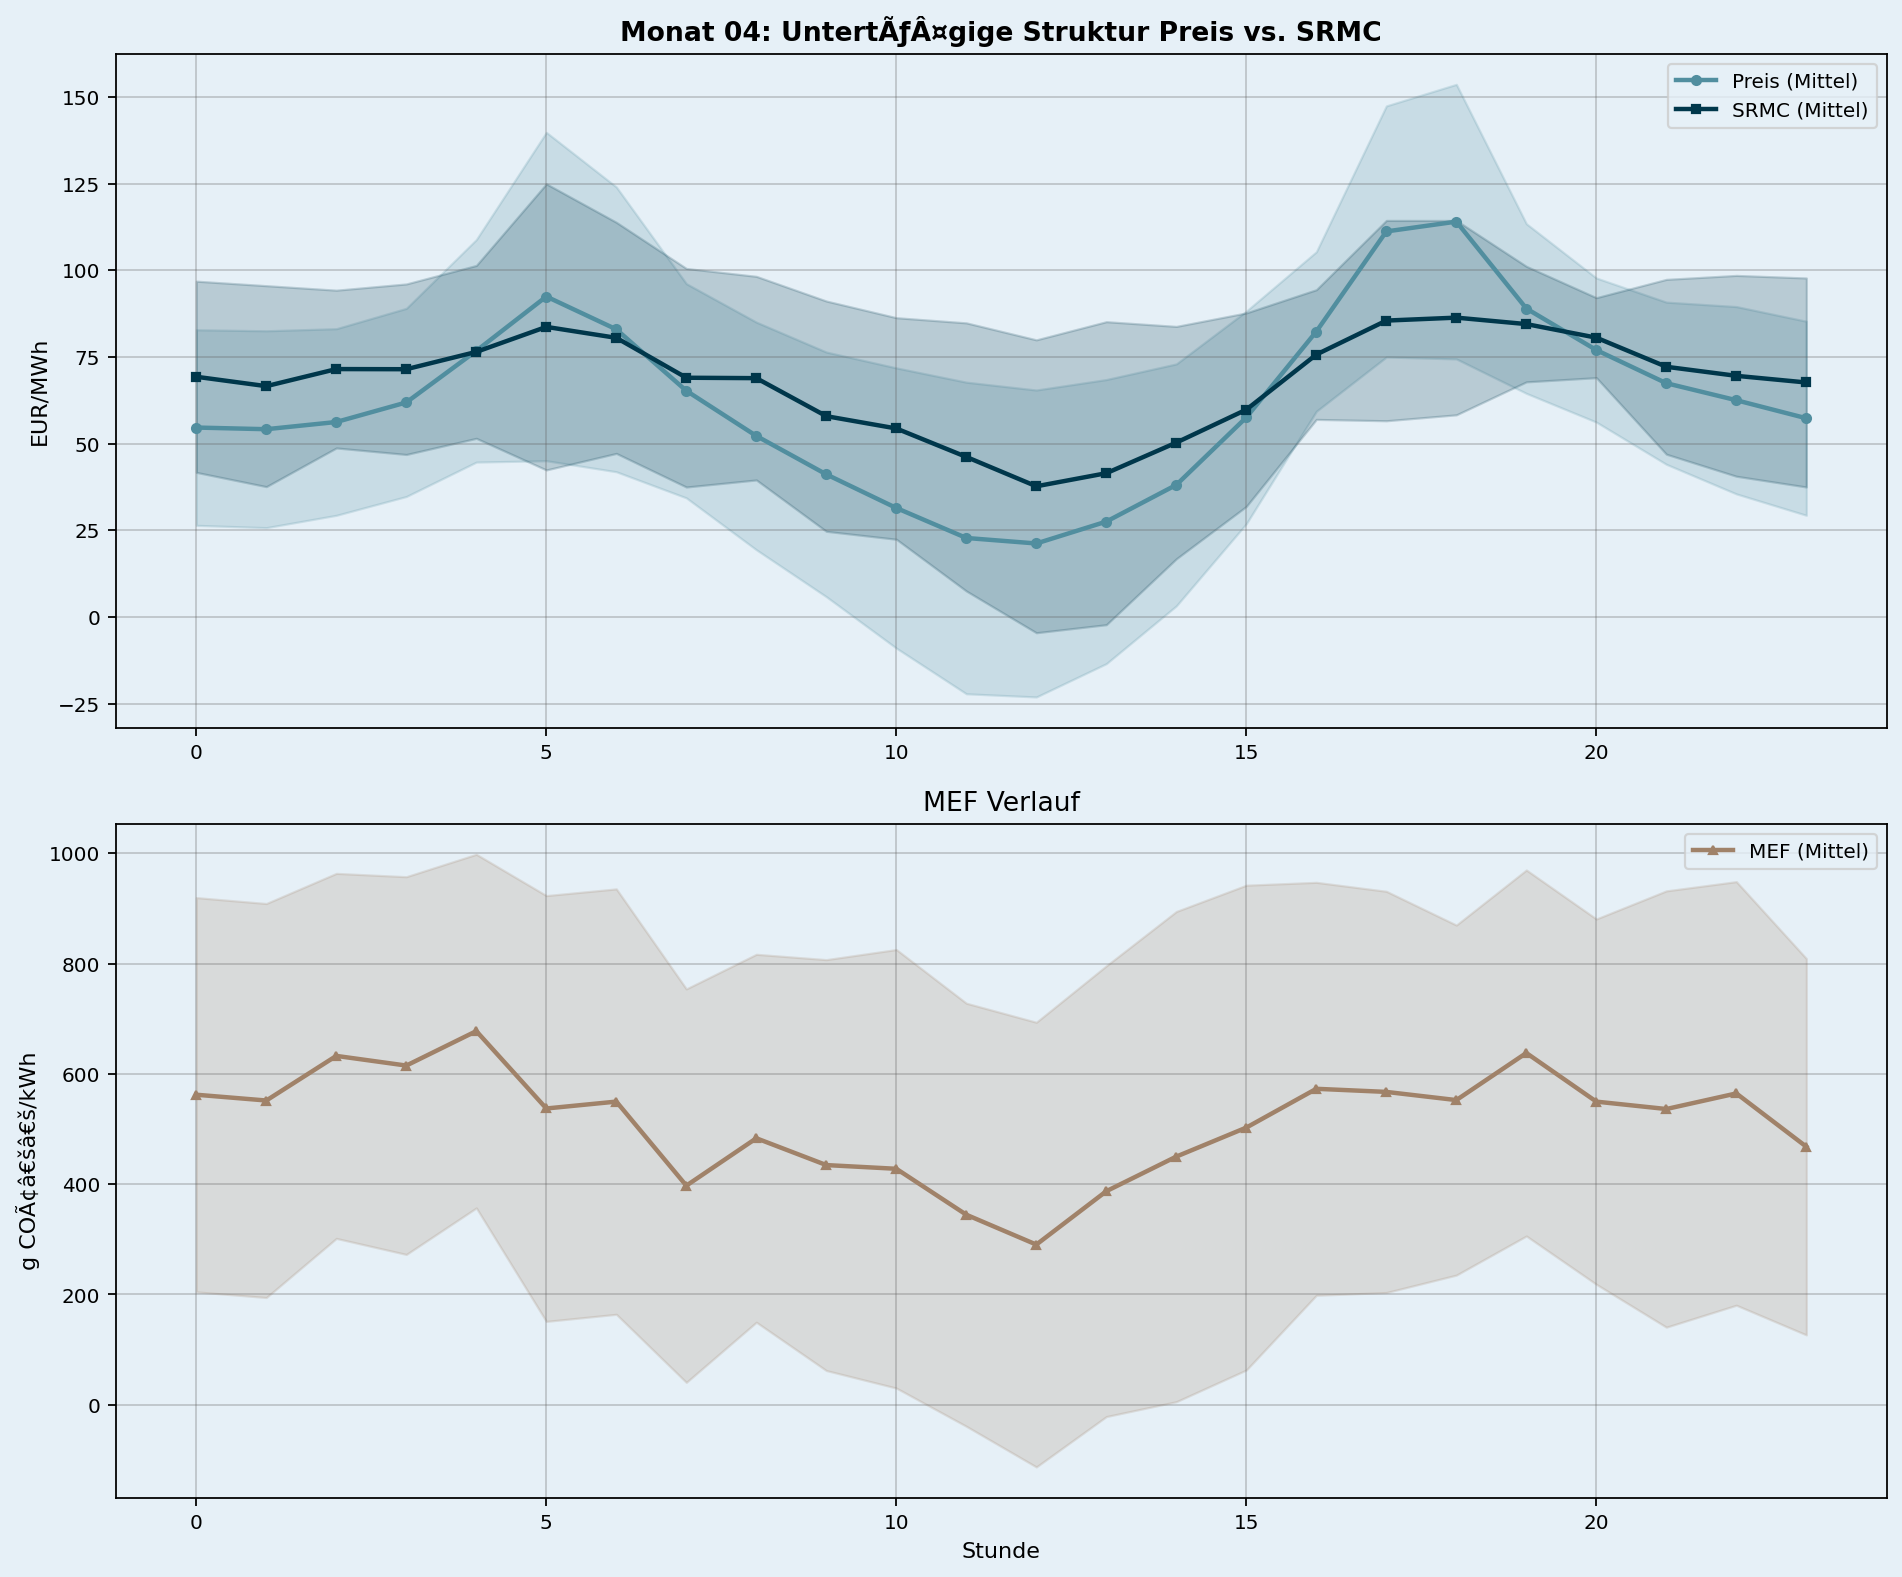 Monat 04: UntertÃƒÂ¤gige Struktur Preis vs. SRMC
EUR/MWh
150
125
100
75
50
25
0
−25
Preis (Mittel)
SRMC (Mittel)
0 5 10 15 20
MEF Verlauf
g COÃ¢â€šâ€š/kWh
1000
800
600
400
200
0
MEF (Mittel)
0 5 10 15 20
Stunde